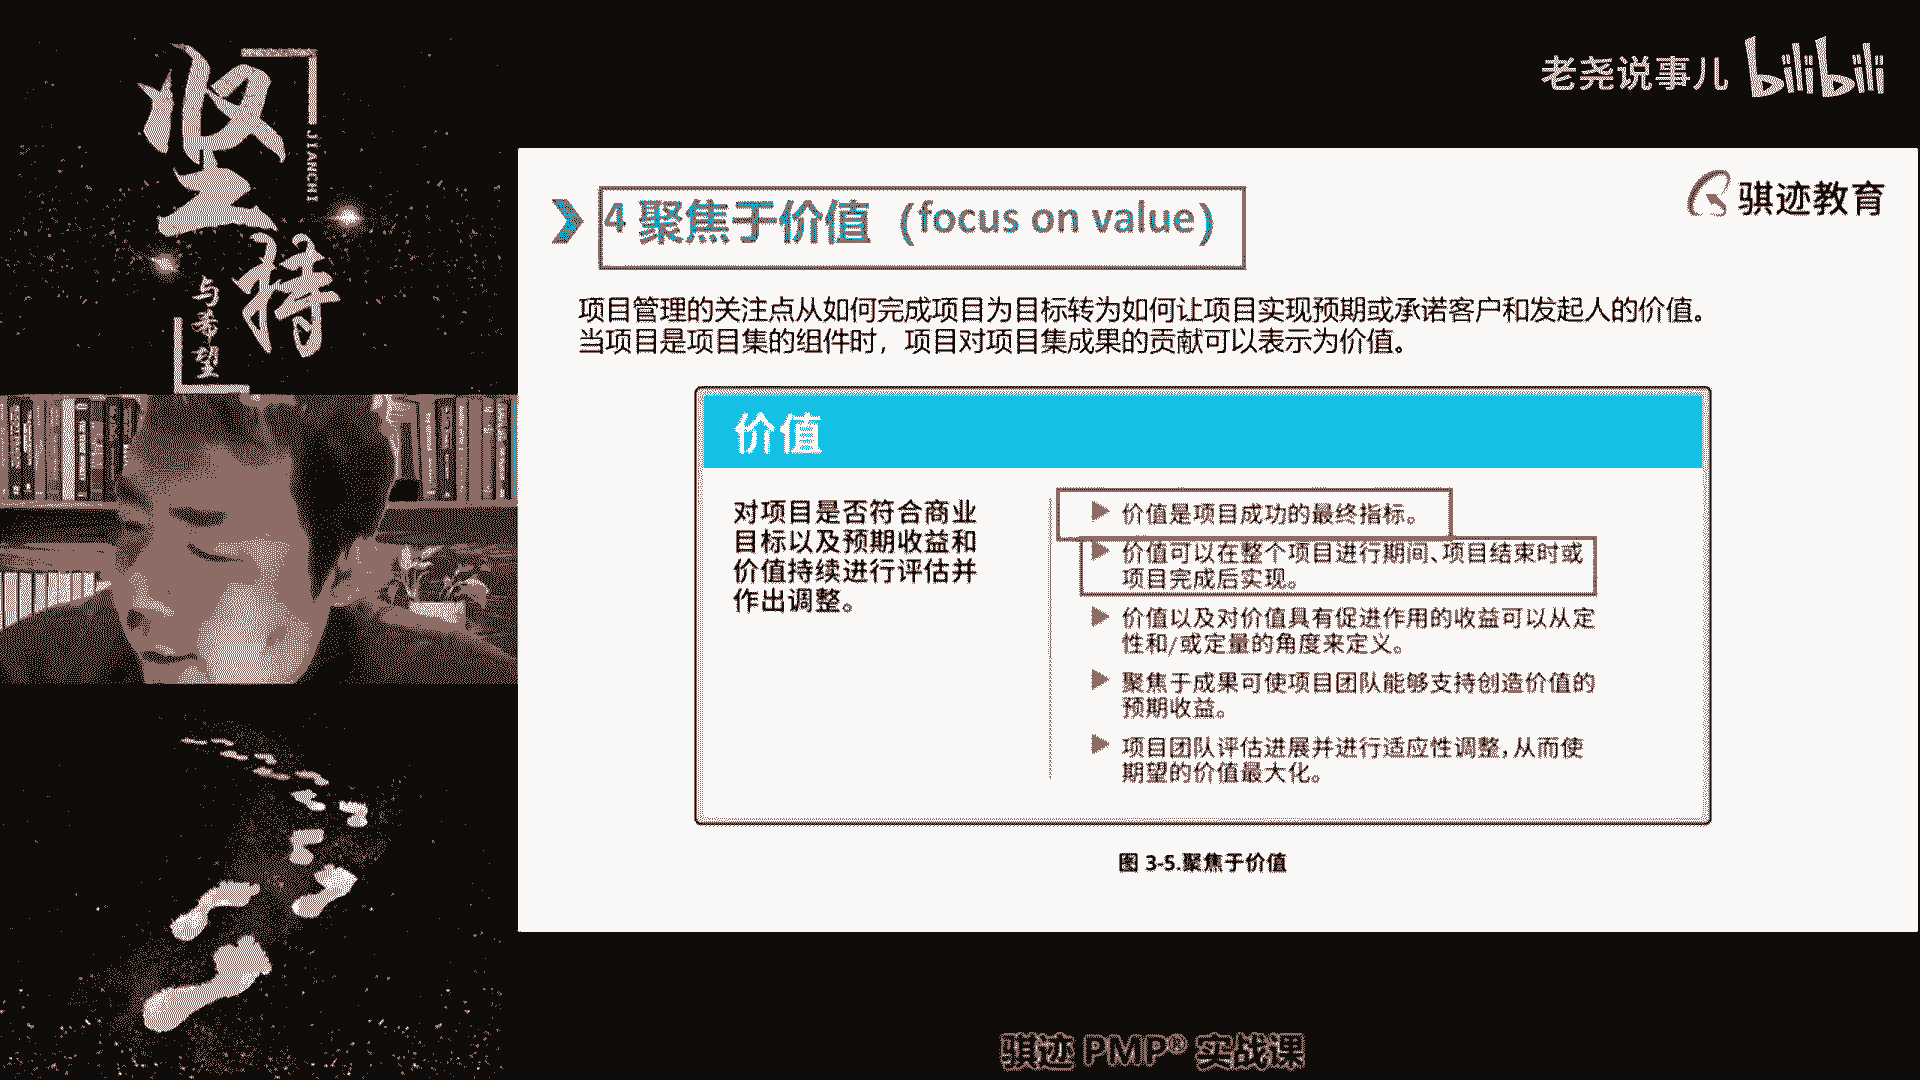 坚
持
JIANCHI
与希望
老尧说事儿 bilibili
骐迹教育
4 聚焦于价值（focus on value）
项目管理的关注点从如何完成项目为目标转为如何让项目实现预期或承诺客户和发起人的价值。
当项目是项目集的组件时，项目对项目集成果的贡献可以表示为价值。
价值
对项目是否符合商业
目标以及预期收益和
价值持续进行评估并
作出调整。
价值是项目成功的最终指标。
价值可以在整个项目进行期间、项目结束时或
项目完成后实现。
价值以及对价值具有促进作用的收益可以从定
性和/或定量的角度来定义。
聚焦于成果可使项目团队能够支持创造价值的
预期收益。
项目团队评估进展并进行适应性调整，从而使
期望的价值最大化。
图 3-5.聚焦于价值
骐迹 PMP® 实战课